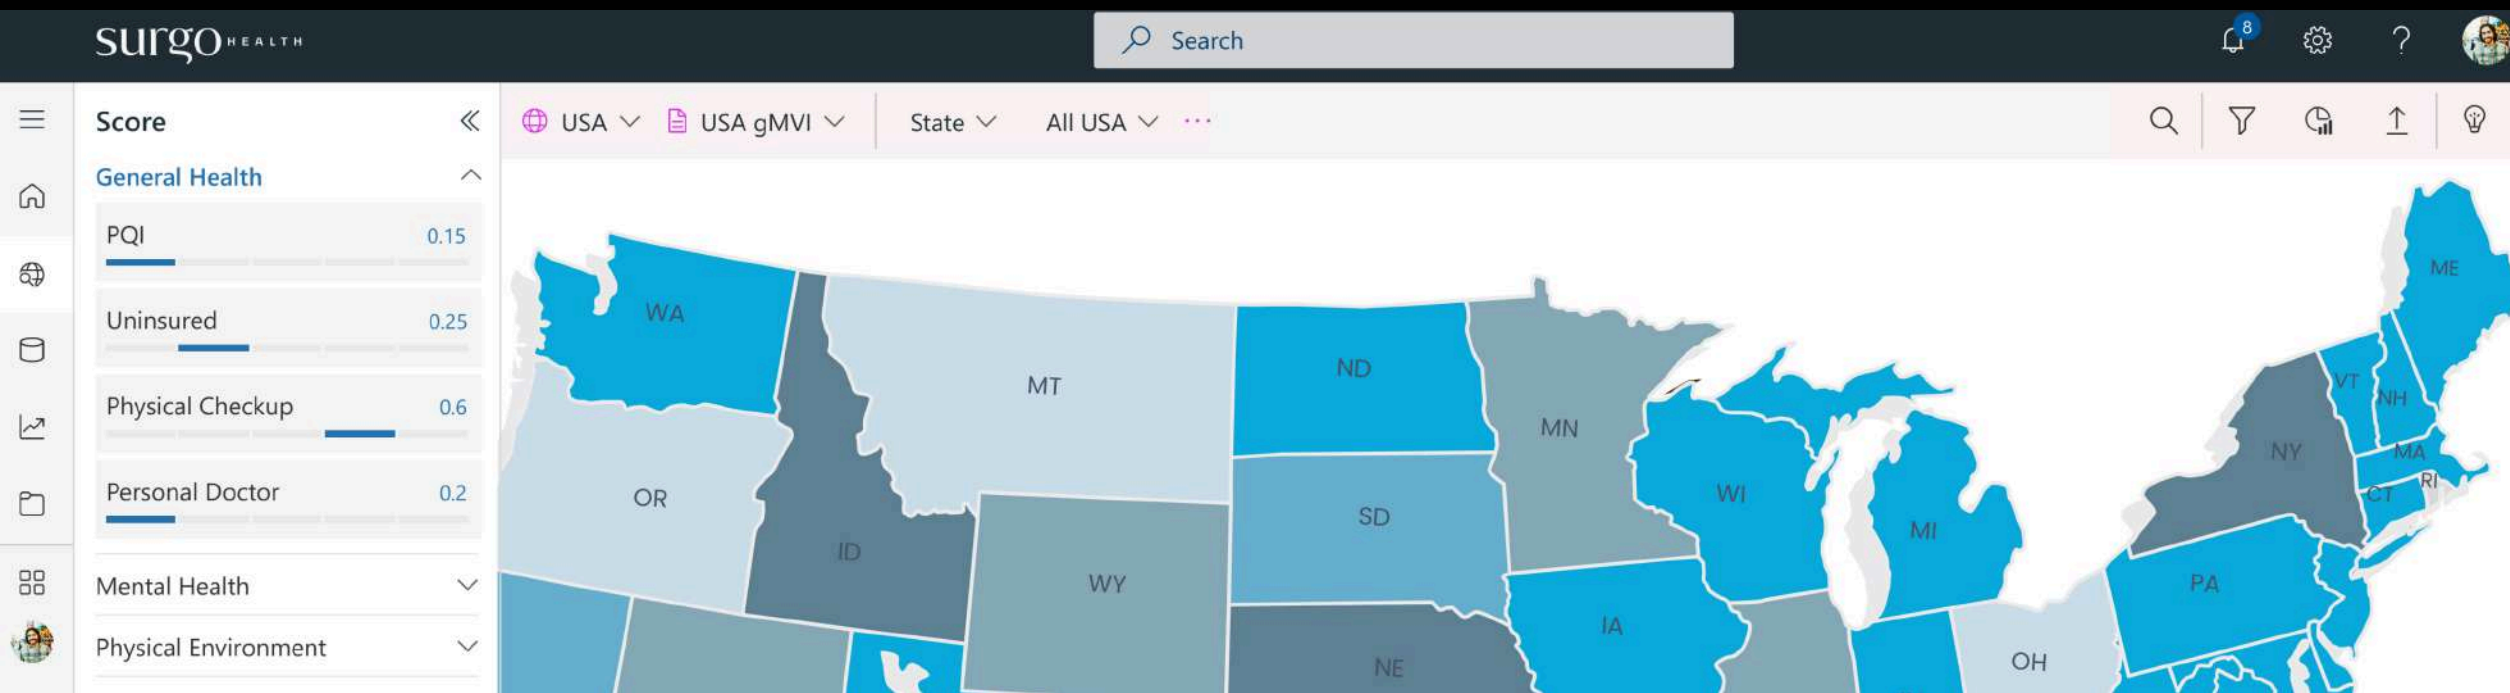 surgo HEALTH
Search
8
?
Score
USA
USA gMVI
State
All USA
General Health
PQI 0.15
Uninsured 0.25
Physical Checkup 0.6
Personal Doctor 0.2
Mental Health
Physical Environment
WA
MT
ND
MN
ME
VT
NH
NY
MA
RI
CT
OR
ID
WY
SD
WI
MI
PA
IA
NE
OH